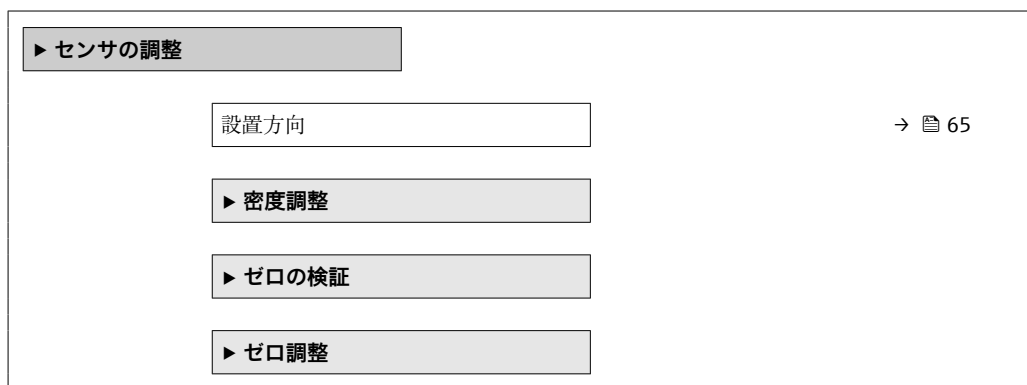 ▶ センサの調整
設置方向 → 65
▶ 密度調整
▶ ゼロの検証
▶ ゼロ調整